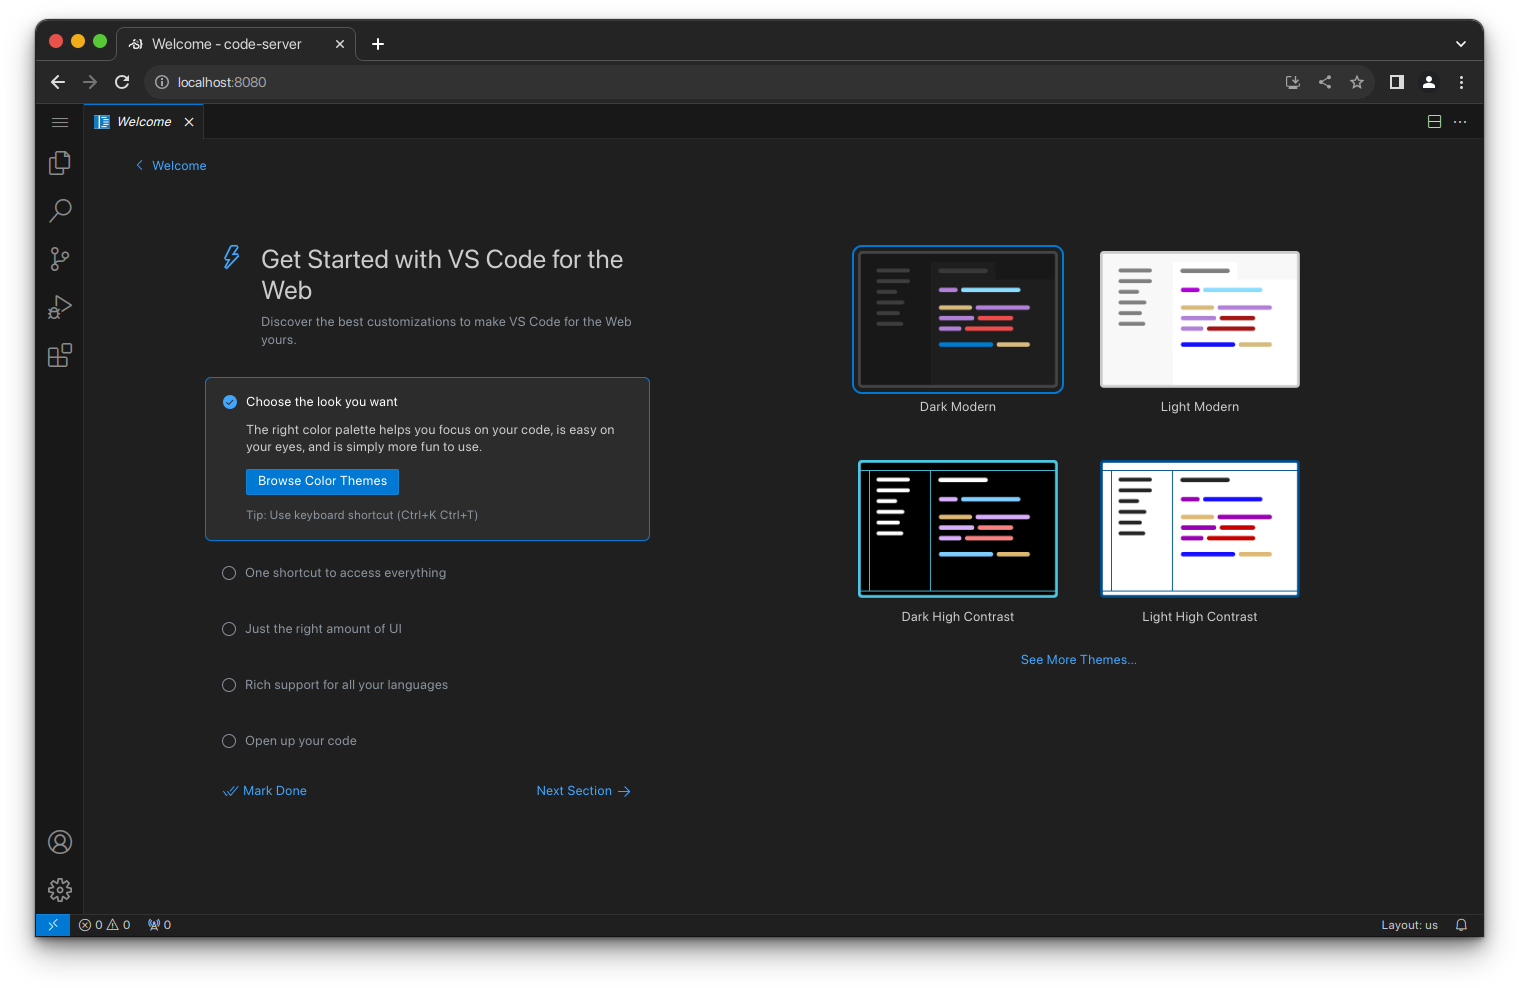 Welcome - code-server
localhost:8080
Welcome
Welcome
Get Started with VS Code for the
Web
Discover the best customizations to make VS Code for the Web
yours.
Choose the look you want
The right color palette helps you focus on your code, is easy on
your eyes, and is simply more fun to use.
Browse Color Themes
Tip: Use keyboard shortcut (Ctrl+K Ctrl+T)
One shortcut to access everything
Just the right amount of UI
Rich support for all your languages
Open up your code
Mark Done
Next Section
Dark Modern
Light Modern
Dark High Contrast
Light High Contrast
See More Themes...
0 0 0
Layout: us